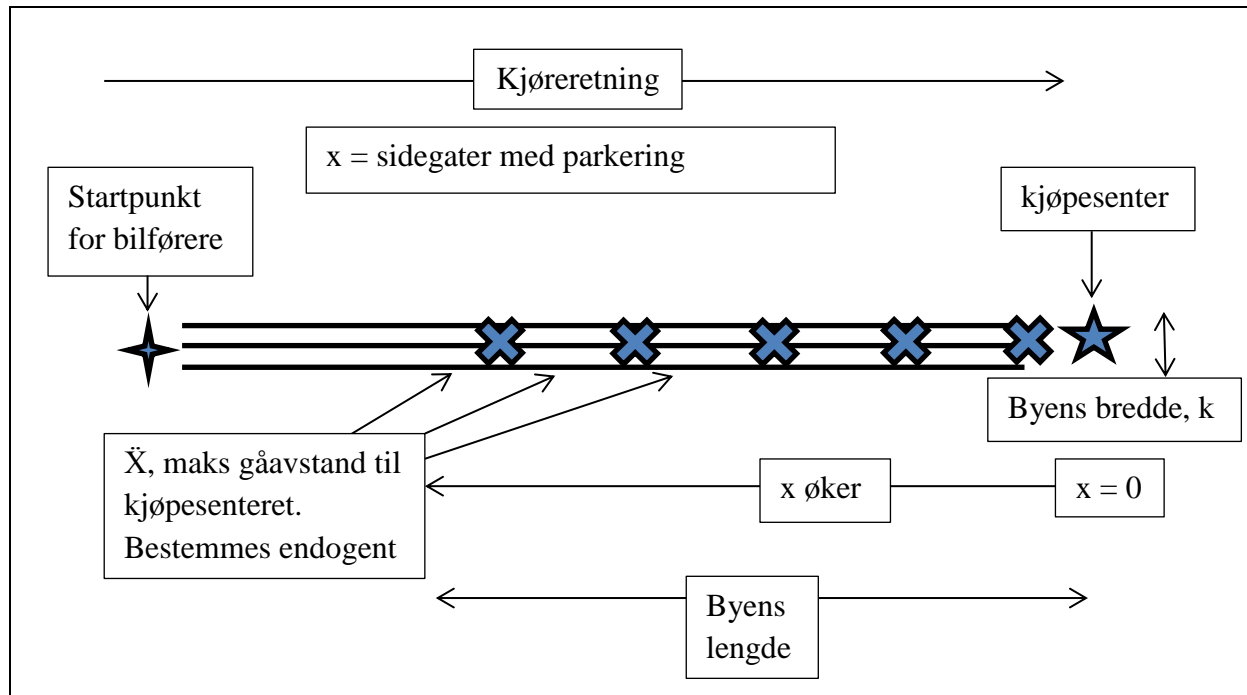 Kjøreretning
x = sidegater med parkering
Startpunkt
for bilførere
kjøpesenter
Byens bredde, k
Ẍ, maks gåavstand til
kjøpesenteret.
Bestemmes endogent
x øker
x = 0
Byens
lengde